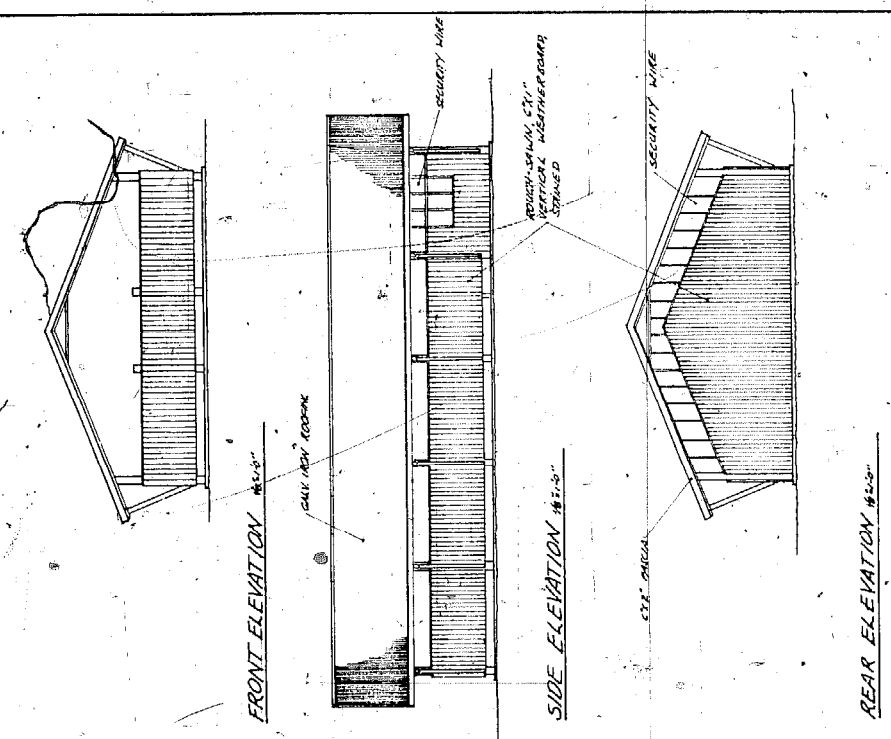 SECURITY WIRE
ROUGH-SAWN, 6"X1"
VERTICAL WEATHERBOARD,
STAINED
SECURITY WIRE
GALV. IRON ROOFING
6"X2" FASCIA
FRONT ELEVATION
SIDE ELEVATION
REAR ELEVATION